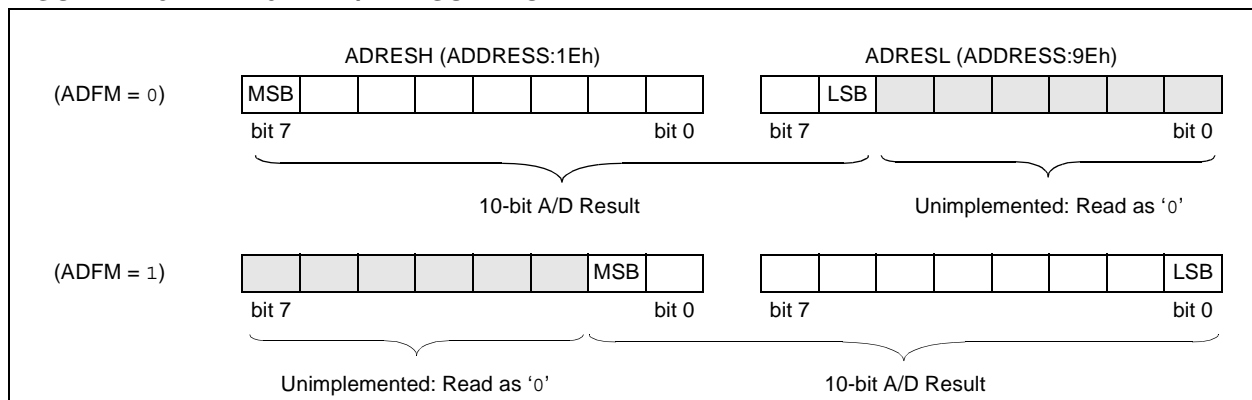 ADRESH (ADDRESS:1Eh) ADRESL (ADDRESS:9Eh)
(ADFM = 0) MSB LSB
bit 7 bit 0 bit 7 bit 0
10-bit A/D Result Unimplemented: Read as ‘0’
(ADFM = 1) MSB LSB
bit 7 bit 0 bit 7 bit 0
Unimplemented: Read as ‘0’ 10-bit A/D Result